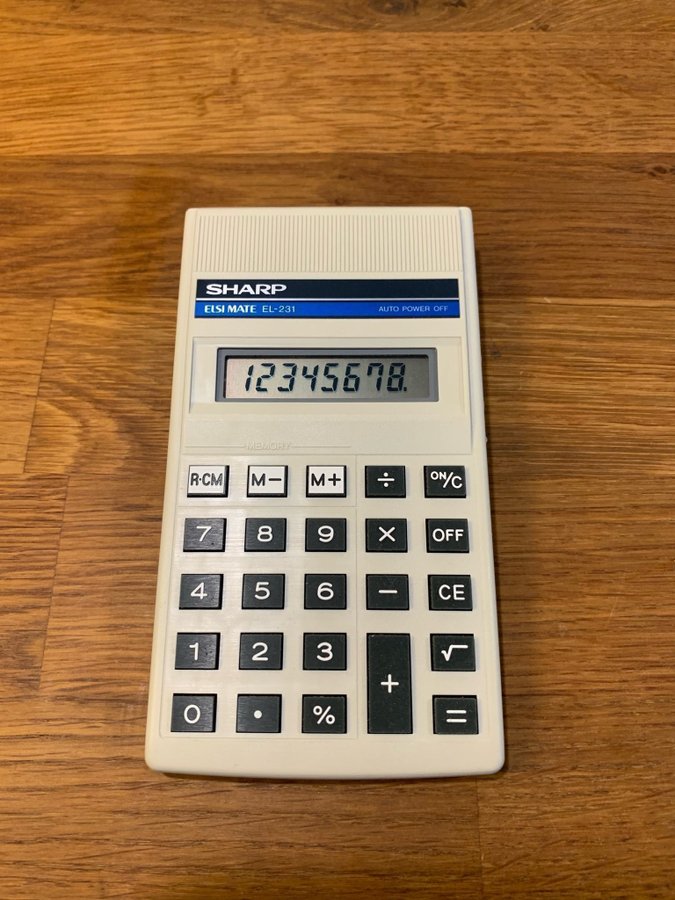 SHARP
ELSI MATE EL-231 AUTO POWER OFF
12345678.
MEMORY
R·CM M− M+ ÷ ON/C
7 8 9 × OFF
4 5 6 − CE
1 2 3 + √
0 . % =